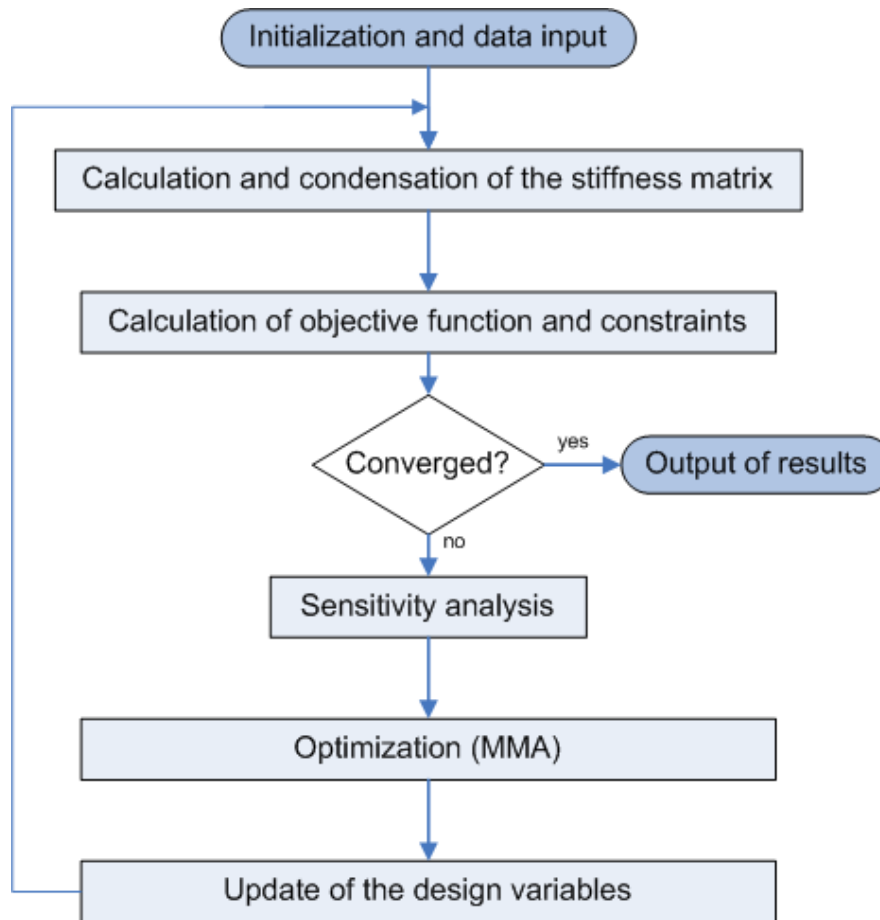 Initialization and data input
Calculation and condensation of the stiffness matrix
Calculation of objective function and constraints
Converged?
yes
Output of results
no
Sensitivity analysis
Optimization (MMA)
Update of the design variables